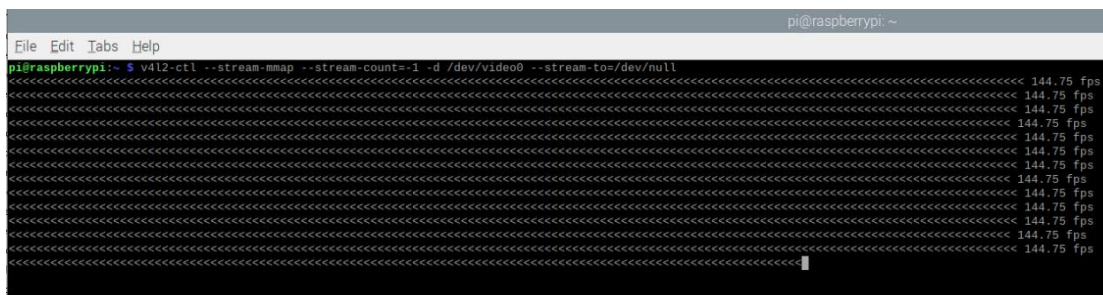 pi@raspberrypi: ~
File Edit Tabs Help
pi@raspberrypi:~ $ v4l2-ctl --stream-mmap --stream-count=-1 -d /dev/video0 --stream-to=/dev/null
<<<<<<<<<<<<<<<<<<<<<<<<<<<<<<<<<<<<<<<<<<<<<<<<<<<<<<<<<<<<<<<<<<<<<<<<<<<<<<<<<<<<<<<<<<<<<<<<<<<<<<<<<<<<<<<<<<<<<<<<<<<<<<<<<<<<<<<<<<<<<<<<<< 144.75 fps
<<<<<<<<<<<<<<<<<<<<<<<<<<<<<<<<<<<<<<<<<<<<<<<<<<<<<<<<<<<<<<<<<<<<<<<<<<<<<<<<<<<<<<<<<<<<<<<<<<<<<<<<<<<<<<<<<<<<<<<<<<<<<<<<<<<<<<<<<<<<<<<<< 144.75 fps
<<<<<<<<<<<<<<<<<<<<<<<<<<<<<<<<<<<<<<<<<<<<<<<<<<<<<<<<<<<<<<<<<<<<<<<<<<<<<<<<<<<<<<<<<<<<<<<<<<<<<<<<<<<<<<<<<<<<<<<<<<<<<<<<<<<<<<<<<<<<<<<<< 144.75 fps
<<<<<<<<<<<<<<<<<<<<<<<<<<<<<<<<<<<<<<<<<<<<<<<<<<<<<<<<<<<<<<<<<<<<<<<<<<<<<<<<<<<<<<<<<<<<<<<<<<<<<<<<<<<<<<<<<<<<<<<<<<<<<<<<<<<<<<<<<<<<<<<< 144.75 fps
<<<<<<<<<<<<<<<<<<<<<<<<<<<<<<<<<<<<<<<<<<<<<<<<<<<<<<<<<<<<<<<<<<<<<<<<<<<<<<<<<<<<<<<<<<<<<<<<<<<<<<<<<<<<<<<<<<<<<<<<<<<<<<<<<<<<<<<<<<<<<<<<< 144.75 fps
<<<<<<<<<<<<<<<<<<<<<<<<<<<<<<<<<<<<<<<<<<<<<<<<<<<<<<<<<<<<<<<<<<<<<<<<<<<<<<<<<<<<<<<<<<<<<<<<<<<<<<<<<<<<<<<<<<<<<<<<<<<<<<<<<<<<<<<<<<<<<<<<< 144.75 fps
<<<<<<<<<<<<<<<<<<<<<<<<<<<<<<<<<<<<<<<<<<<<<<<<<<<<<<<<<<<<<<<<<<<<<<<<<<<<<<<<<<<<<<<<<<<<<<<<<<<<<<<<<<<<<<<<<<<<<<<<<<<<<<<<<<<<<<<<<<<<<<<<< 144.75 fps
<<<<<<<<<<<<<<<<<<<<<<<<<<<<<<<<<<<<<<<<<<<<<<<<<<<<<<<<<<<<<<<<<<<<<<<<<<<<<<<<<<<<<<<<<<<<<<<<<<<<<<<<<<<<<<<<<<<<<<<<<<<<<<<<<<<<<<<<<<<<<<<< 144.75 fps
<<<<<<<<<<<<<<<<<<<<<<<<<<<<<<<<<<<<<<<<<<<<<<<<<<<<<<<<<<<<<<<<<<<<<<<<<<<<<<<<<<<<<<<<<<<<<<<<<<<<<<<<<<<<<<<<<<<<<<<<<<<<<<<<<<<<<<<<<<<<<<<<< 144.75 fps
<<<<<<<<<<<<<<<<<<<<<<<<<<<<<<<<<<<<<<<<<<<<<<<<<<<<<<<<<<<<<<<<<<<<<<<<<<<<<<<<<<<<<<<<<<<<<<<<<<<<<<<<<<<<<<<<<<<<<<<<<<<<<<<<<<<<<<<<<<<<<<<<< 144.75 fps
<<<<<<<<<<<<<<<<<<<<<<<<<<<<<<<<<<<<<<<<<<<<<<<<<<<<<<<<<<<<<<<<<<<<<<<<<<<<<<<<<<<<<<<<<<<<<<<<<<<<<<<<<<<<<<<<<<<<<<<<<<<<<<<<<<<<<<<<<<<<<<<<< 144.75 fps
<<<<<<<<<<<<<<<<<<<<<<<<<<<<<<<<<<<<<<<<<<<<<<<<<<<<<<<<<<<<<<<<<<<<<<<<<<<<<<<<<<<<<<<<<<<<<<<<<<<<<<<<<<<<<<<<<<<<<<<<<<<<<<<<<<<<<<<<<<<<<<<< 144.75 fps
<<<<<<<<<<<<<<<<<<<<<<<<<<<<<<<<<<<<<<<<<<<<<<<<<<<<<<<<<<<<<<<<<<<<<<<<<<<<<<<<<<<<<<<<<<<<<<<<<<<<<<<<<<<<<<<<<<<<<<<<<<<<<<<<<<<<<<<<<<<<<<<<< 144.75 fps
<<<<<<<<<<<<<<<<<<<<<<<<<<<<<<<<<<<<<<<<<<<<<<<<<<<<<<<<<<<<<<<<<<<<<<<<<<<<<<<<<<<<<<<<<<<<<<<<<<<<<<<<<<<<<<<<<<